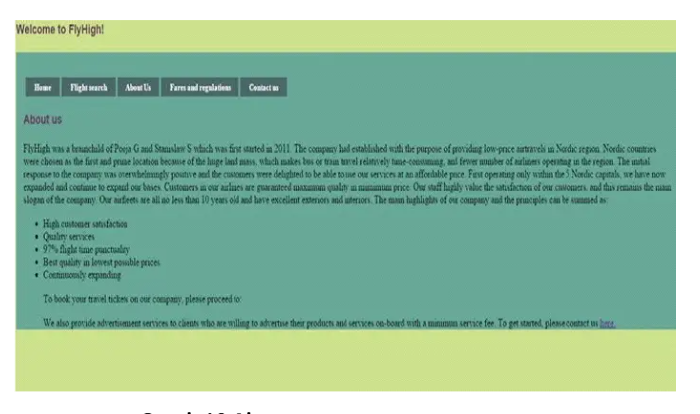 Welcome to FlyHigh!
Home Flight search About Us Fares and regulations Contact us
About us
FlyHigh was a brainchild of Pooja G and Stanislaw S which was first started in 2011. The company had established with the purpose of providing low-price airtravels in Nordic region. Nordic countries
were chosen as the first and prime location because of the huge land mass, which makes bus or train travel relatively time-consuming, and fewer number of airliners operating in the region. The initial
response to the company was overwhelmingly positive and the customers were delighted to be able to use our services at an affordable price. First operating only within the 5 Nordic capitals, we have now
expanded and continue to expand our bases. Customers in our airlines are guaranteed maximum quality in minimum price. Our staff highly value the satisfaction of our customers, and this remains the main
slogan of the company. Our airfleets are all no less than 10 years old and have excellent exteriors and interiors. The main highlights of our company and the principles can be summed as:
• High customer satisfaction
• Quality services
• 97% flight time punctuality
• Best quality in lowest possible prices
• Continuously expanding
To book your travel tickets on our company, please proceed to:
We also provide advertisement services to clients who are willing to advertise their products and services on-board with a minimum service fee. To get started, please contact us here.